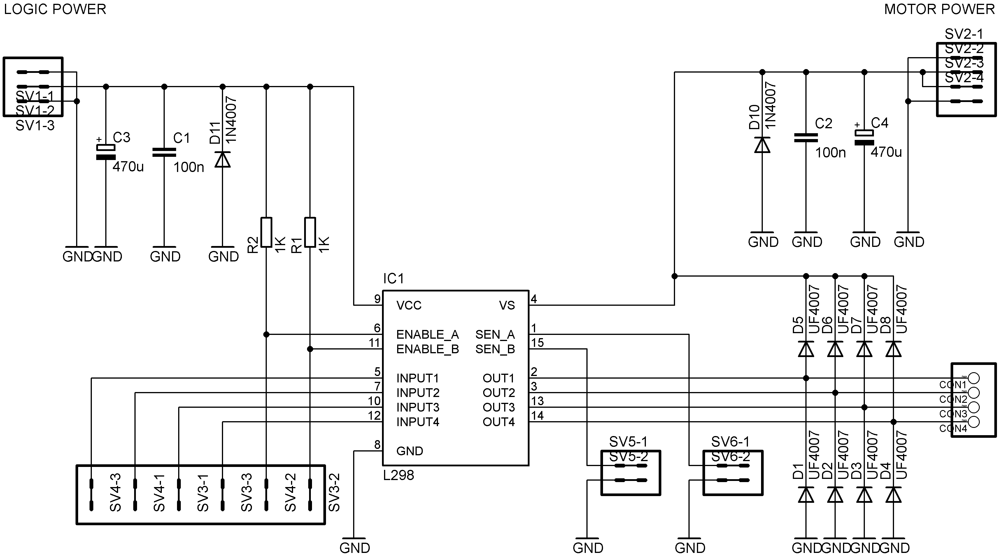 LOGIC POWER
MOTOR POWER
SV1-1
SV1-2
SV1-3
SV2-1
SV2-2
SV2-3
SV2-4
+
C3
470u
C1
100n
D11
1N4007
R2
1K
R1
1K
GND
GND
GND
GND
D10
1N4007
C2
100n
+
C4
470u
GND
GND
GND
GND
IC1
9
VCC
VS
4
6
ENABLE_A
SEN_A
1
11
ENABLE_B
SEN_B
15
5
INPUT1
OUT1
2
7
INPUT2
OUT2
3
10
INPUT3
OUT3
13
12
INPUT4
OUT4
14
8
GND
L298
D5
UF4007
D6
UF4007
D7
UF4007
D8
UF4007
CON1
CON2
CON3
CON4
D1
UF4007
D2
UF4007
D3
UF4007
D4
UF4007
SV5-1
SV5-2
SV6-1
SV6-2
SV4-3
SV4-1
SV3-1
SV3-3
SV4-2
SV3-2
GND
GND
GND
GND
GND
GND
GND